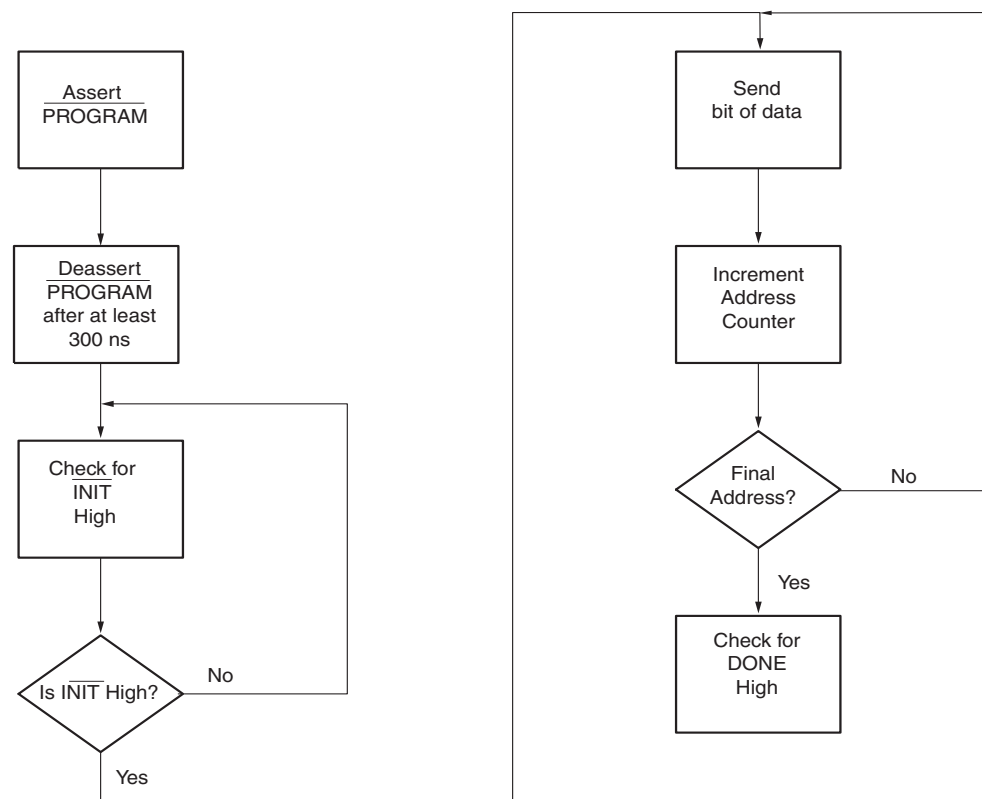 Assert
PROGRAM
Deassert
PROGRAM
after at least
300 ns
Check for
INIT
High
Is INIT High?
No
Yes
Send
bit of data
Increment
Address
Counter
Final
Address?
No
Yes
Check for
DONE
High